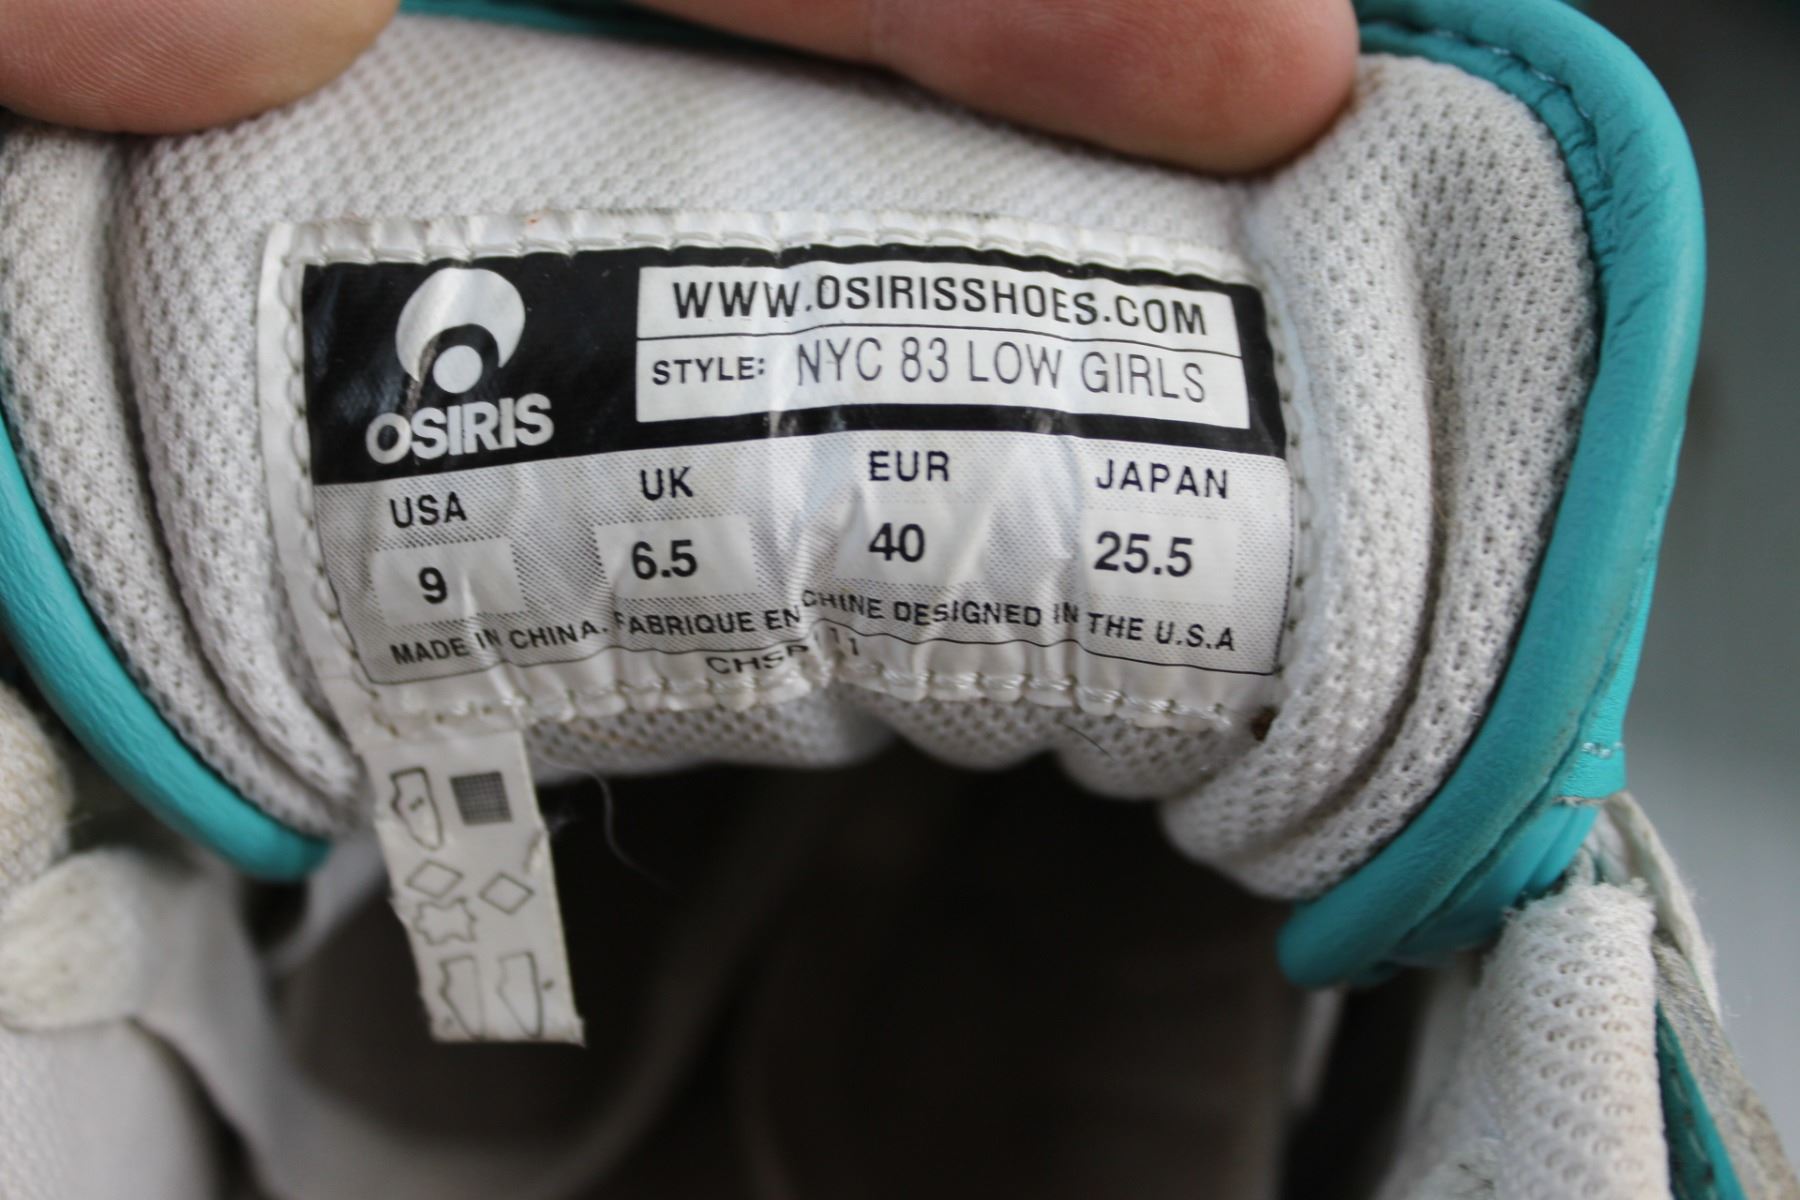 OSIRIS
WWW.OSIRISSHOES.COM
STYLE: NYC 83 LOW GIRLS
USA UK EUR JAPAN
9 6.5 40 25.5
MADE IN CHINA. FABRIQUE EN CHINE DESIGNED IN THE U.S.A